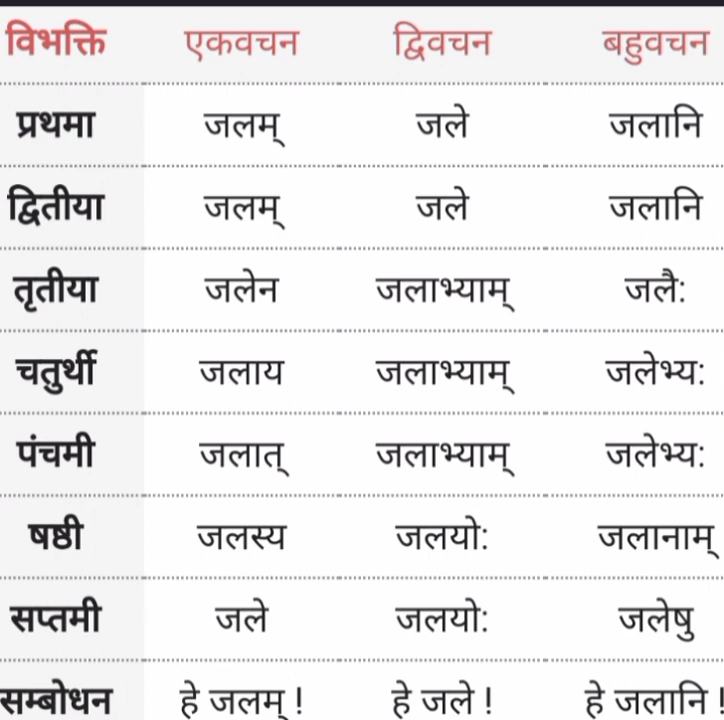 विभक्ति एकवचन द्विवचन बहुवचन
प्रथमा जलम् जले जलानि
द्वितीया जलम् जले जलानि
तृतीया जलेन जलाभ्याम् जलै:
चतुर्थी जलाय जलाभ्याम् जलेभ्य:
पंचमी जलात् जलाभ्याम् जलेभ्य:
षष्ठी जलस्य जलयो: जलानाम्
सप्तमी जले जलयो: जलेषु
सम्बोधन हे जलम् ! हे जले ! हे जलानि !